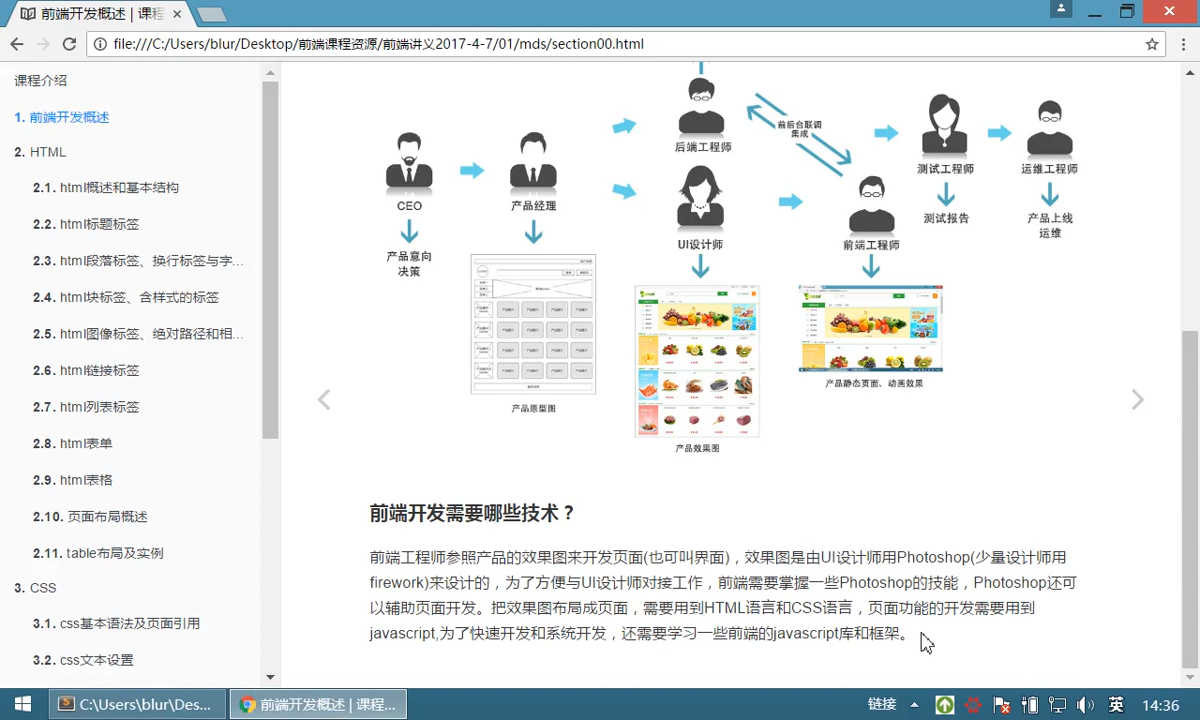 前端开发概述 | 课程
file:///C:/Users/blur/Desktop/前端课程资源/前端讲义2017-4-7/01/mds/section00.html
课程介绍
1. 前端开发概述
2. HTML
2.1. html概述和基本结构
2.2. html标题标签
2.3. html段落标签、换行标签与字...
2.4. html块标签、含样式的标签
2.5. html图像标签、绝对路径和相...
2.6. html链接标签
2.7. html列表标签
2.8. html表单
2.9. html表格
2.10. 页面布局概述
2.11. table布局及实例
3. CSS
3.1. css基本语法及页面引用
3.2. css文本设置
CEO
产品意向
决策
产品经理
产品原型图
后端工程师
UI设计师
产品效果图
前后台联调
集成
前端工程师
产品静态页面、动画效果
测试工程师
测试报告
运维工程师
产品上线
运维
前端开发需要哪些技术？
前端工程师参照产品的效果图来开发页面(也可叫界面)，效果图是由UI设计师用Photoshop(少量设计师用
firework)来设计的，为了方便与UI设计师对接工作，前端需要掌握一些Photoshop的技能，Photoshop还可
以辅助页面开发。把效果图布局成页面，需要用到HTML语言和CSS语言，页面功能的开发需要用到
javascript,为了快速开发和系统开发，还需要学习一些前端的javascript库和框架。
C:\Users\blur\Des...
前端开发概述 | 课程...
链接
英
14:36